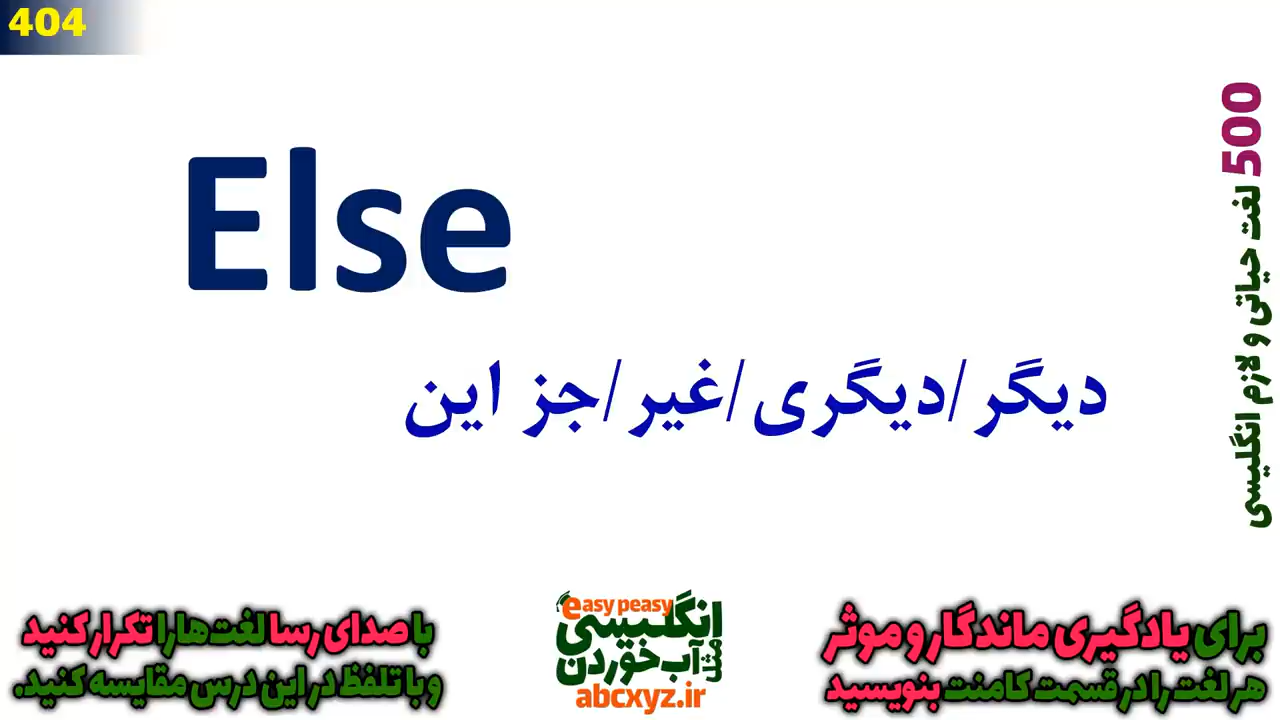 404
Else
دیگر/دیگری/غیر/جز این
500 لغت حیاتی و لازم انگلیسی
برای یادگیری ماندگار و موثر
هر لغت را در قسمت کامنت بنویسید
easy peasy
انگلیسی
مثل آب خوردن
abcxyz.ir
با صدای رسا لغت‌ها را تکرار کنید
و با تلفظ در این درس مقایسه کنید.